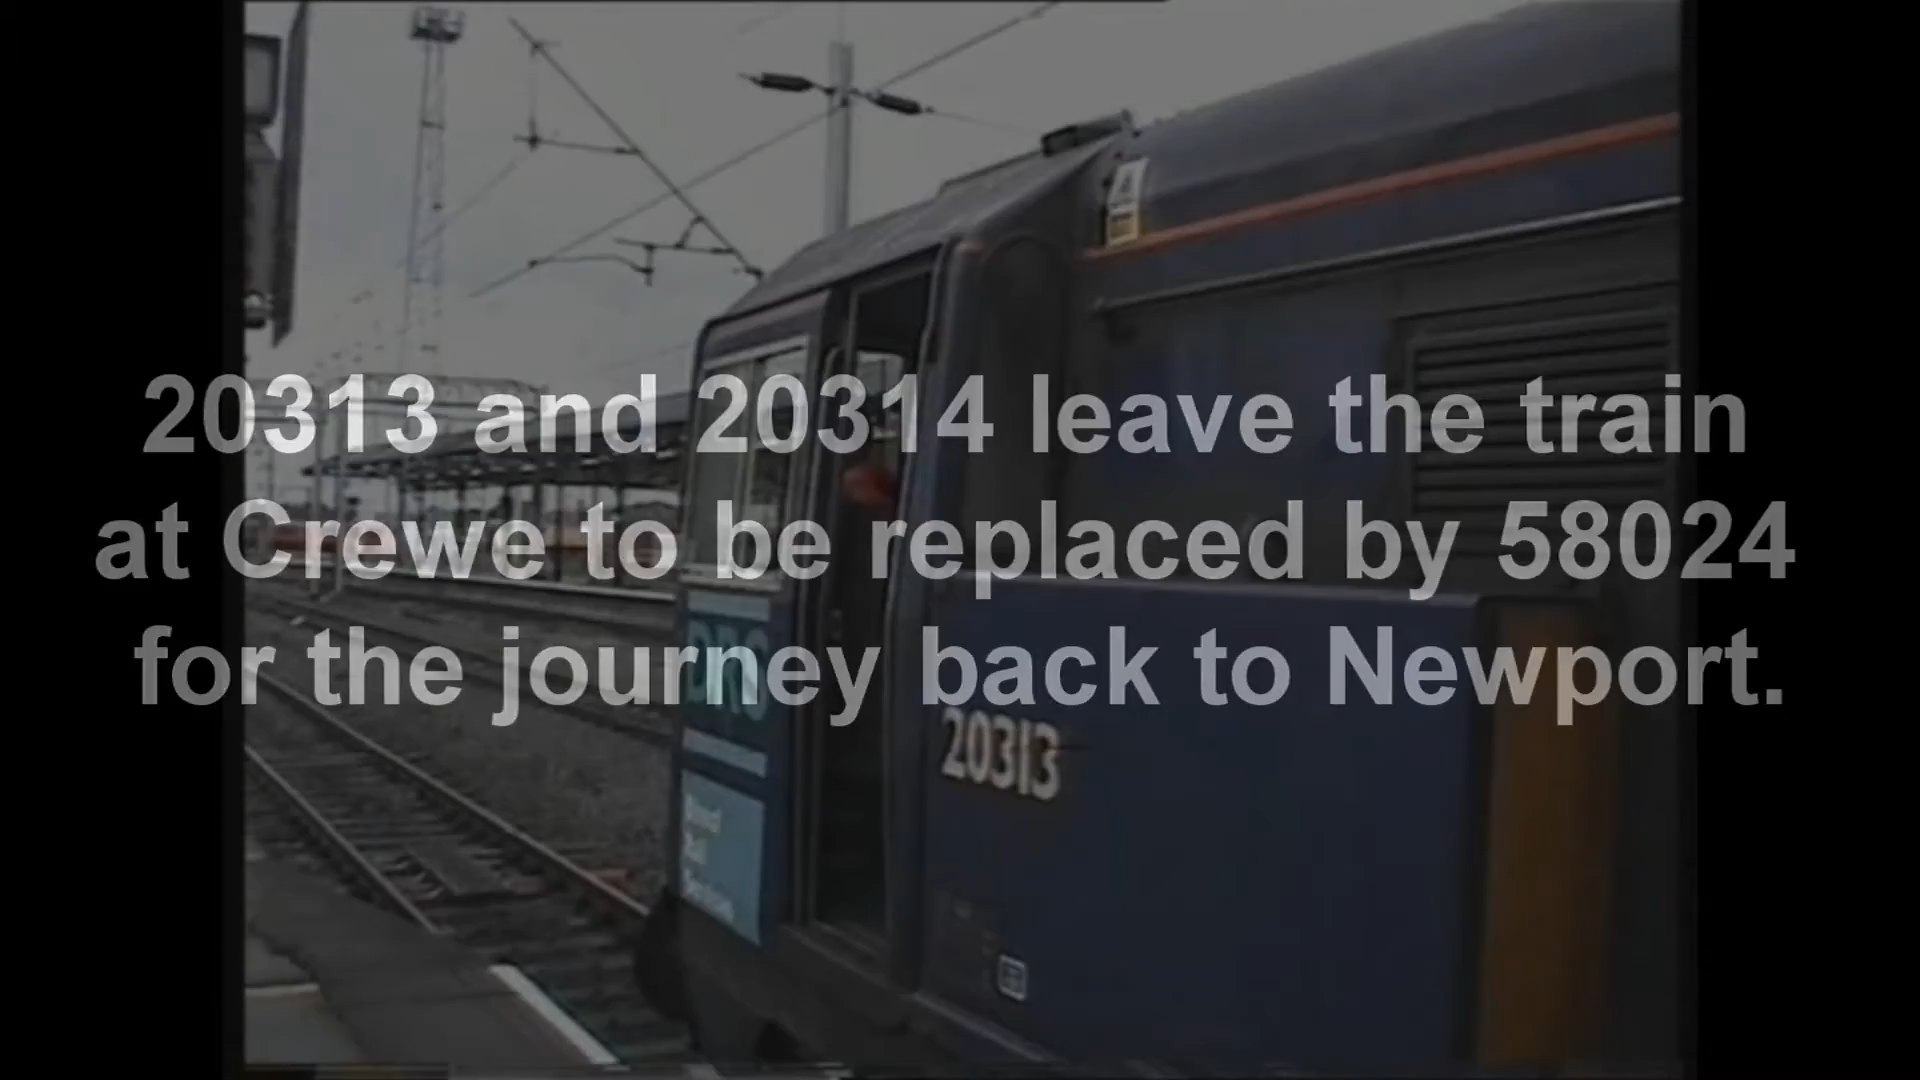 20313 and 20314 leave the train
at Crewe to be replaced by 58024
for the journey back to Newport.
DRS
20313